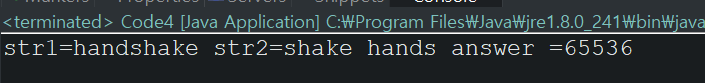 <terminated> Code4 [Java Application] C:₩Program Files₩Java₩jre1.8.0_241₩bin₩java
str1=handshake str2=shake hands answer =65536